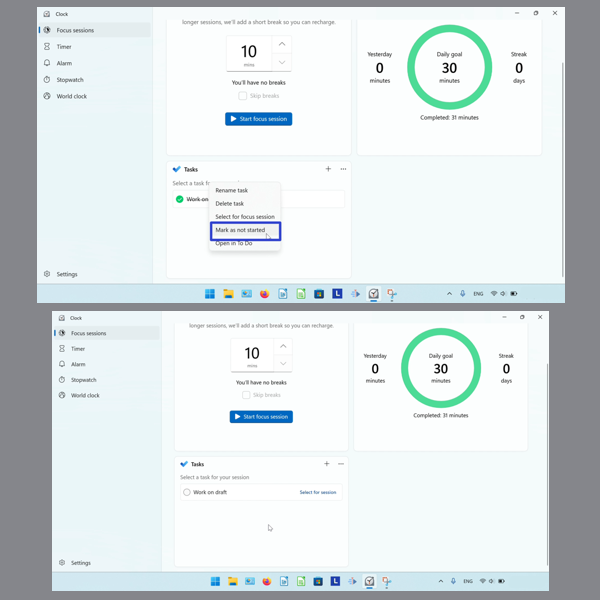 Clock
Focus sessions
Timer
Alarm
Stopwatch
World clock
Settings
longer sessions, we'll add a short break so you can recharge.
10
mins
You'll have no breaks
Skip breaks
Start focus session
Yesterday
0
minutes
Daily goal
30
minutes
Streak
0
days
Completed: 31 minutes
Tasks
Select a task
Work on
Rename task
Delete task
Select for focus session
Mark as not started
Open in To Do
L
ENG
Clock
Focus sessions
Timer
Alarm
Stopwatch
World clock
Settings
longer sessions, we'll add a short break so you can recharge.
10
mins
You'll have no breaks
Skip breaks
Start focus session
Yesterday
0
minutes
Daily goal
30
minutes
Streak
0
days
Completed: 31 minutes
Tasks
Select a task for your session
Work on draft
Select for session
L
ENG